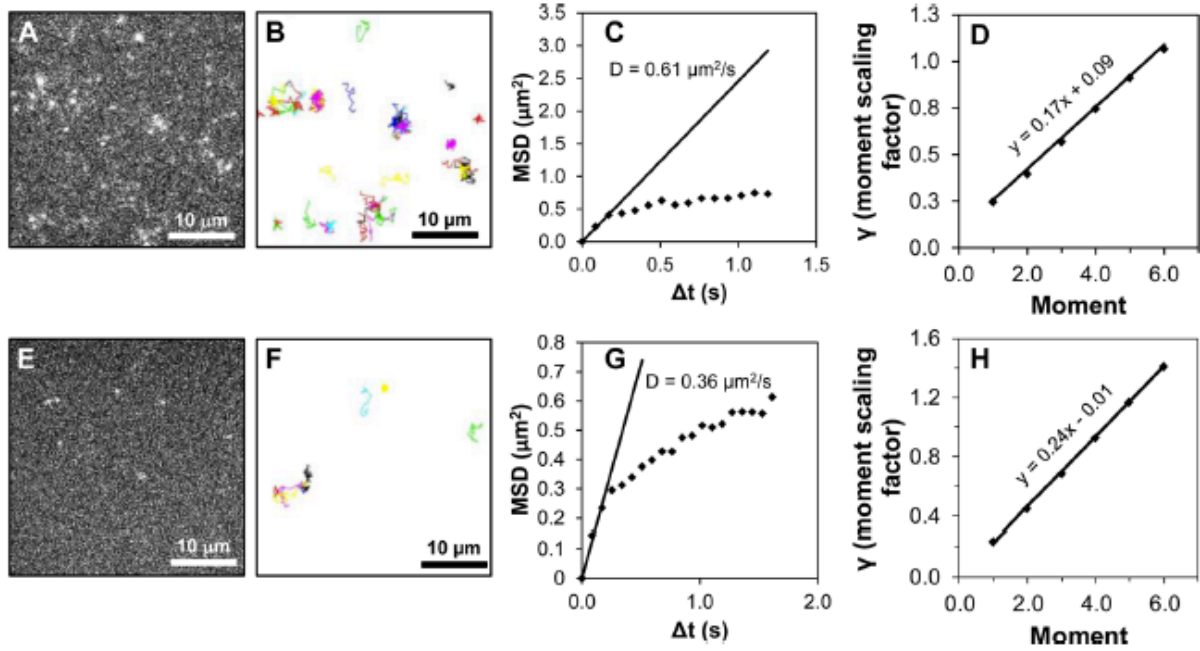 A
10 μm
B
10 μm
C
D = 0.61 μm²/s
MSD (μm²)
3.5
3.0
2.5
2.0
1.5
1.0
0.5
0.0
0.0 0.5 1.0 1.5
Δt (s)
D
y = 0.17x + 0.09
γ (moment scaling
factor)
1.3
1.0
0.8
0.5
0.3
0.0
0.0 2.0 4.0 6.0
Moment
E
10 μm
F
10 μm
G
D = 0.36 μm²/s
MSD (μm²)
0.8
0.7
0.6
0.5
0.4
0.3
0.2
0.1
0
0.0 1.0 2.0
Δt (s)
H
y = 0.24x - 0.01
γ (moment scaling
factor)
1.6
1.2
0.8
0.4
0.0
0.0 2.0 4.0 6.0
Moment